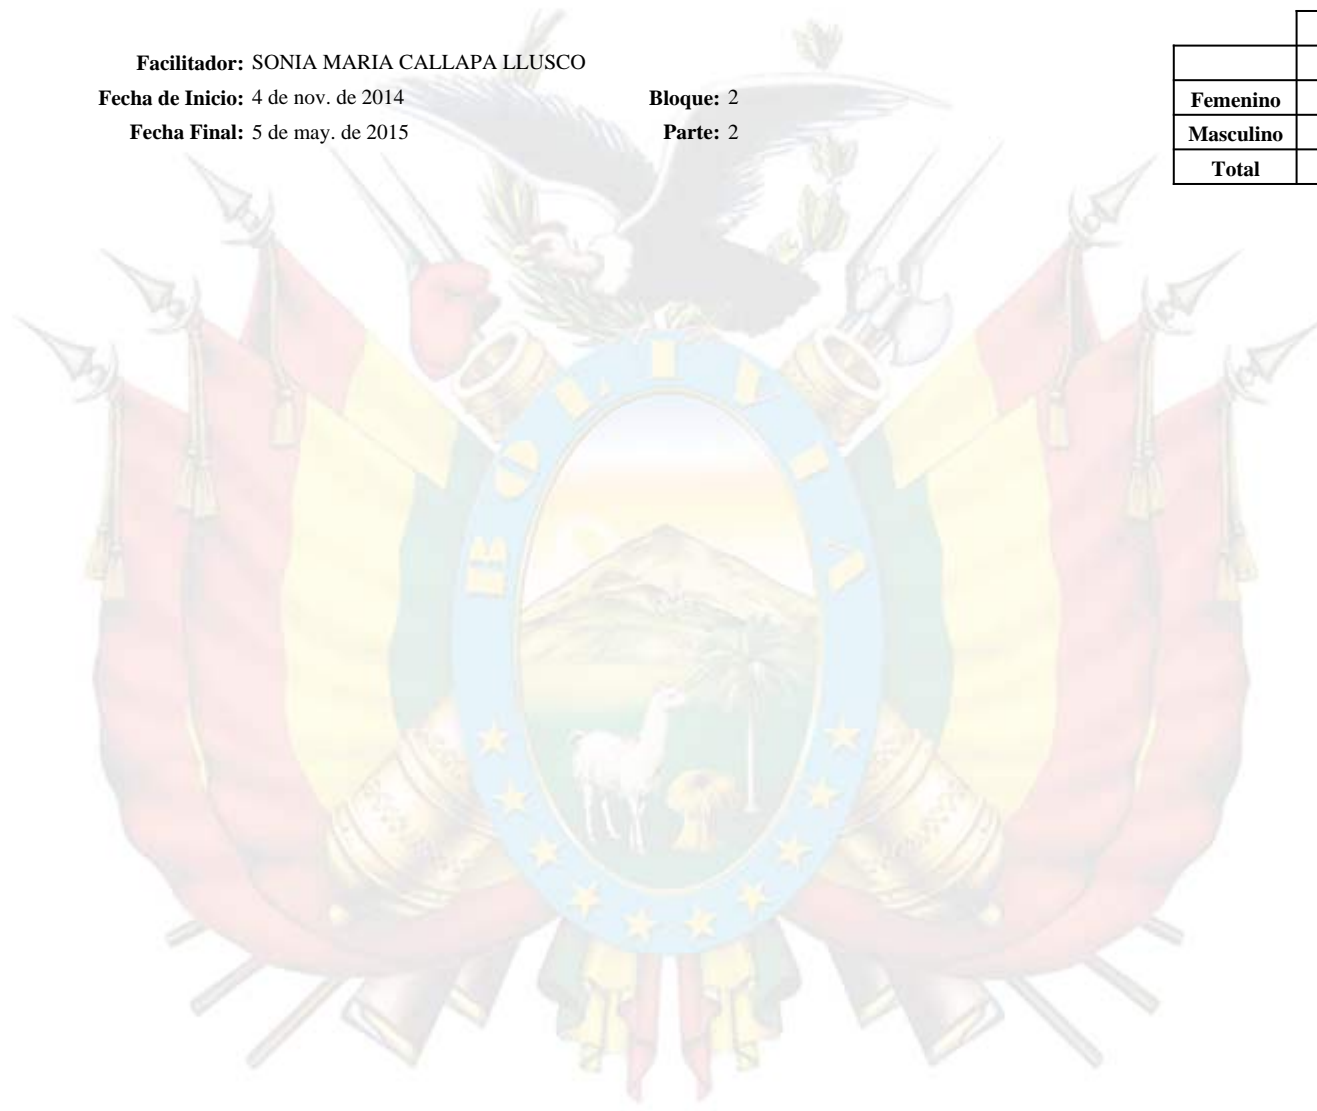 Facilitador: SONIA MARIA CALLAPA LLUSCO
Fecha de Inicio: 4 de nov. de 2014 Bloque: 2
Fecha Final: 5 de may. de 2015 Parte: 2
Femenino
Masculino
Total
BOLIVIA